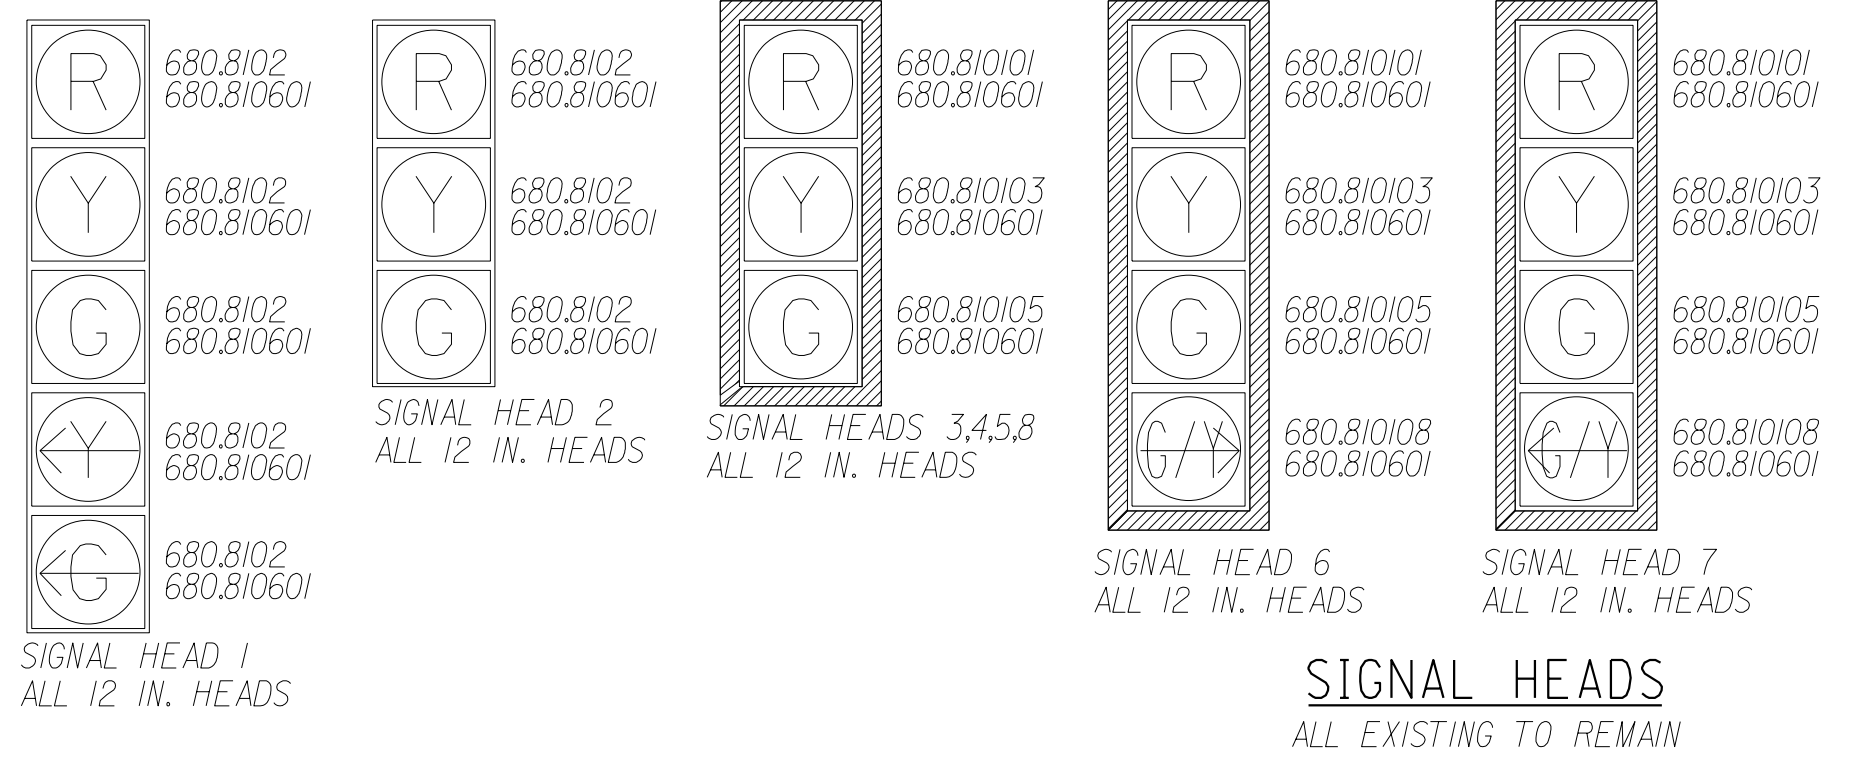 R
680.8102
680.810601
Y
680.8102
680.810601
G
680.8102
680.810601
Y
680.8102
680.810601
G
680.8102
680.810601
SIGNAL HEAD 1
ALL 12 IN. HEADS
R
680.8102
680.810601
Y
680.8102
680.810601
G
680.8102
680.810601
SIGNAL HEAD 2
ALL 12 IN. HEADS
R
680.810101
680.810601
Y
680.810103
680.810601
G
680.810105
680.810601
SIGNAL HEADS 3,4,5,8
ALL 12 IN. HEADS
R
680.810101
680.810601
Y
680.810103
680.810601
G
680.810105
680.810601
G/Y
680.810108
680.810601
SIGNAL HEAD 6
ALL 12 IN. HEADS
R
680.810101
680.810601
Y
680.810103
680.810601
G
680.810105
680.810601
G/Y
680.810108
680.810601
SIGNAL HEAD 7
ALL 12 IN. HEADS
SIGNAL HEADS
ALL EXISTING TO REMAIN